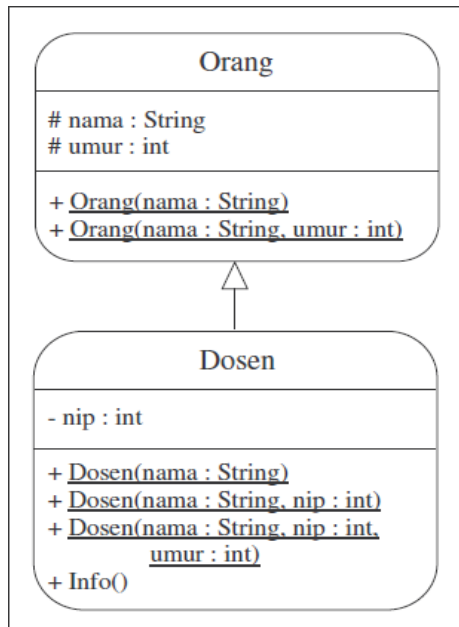 Orang
# nama : String
# umur : int
+ Orang(nama : String)
+ Orang(nama : String, umur : int)
Dosen
- nip : int
+ Dosen(nama : String)
+ Dosen(nama : String, nip : int)
+ Dosen(nama : String, nip : int,
umur : int)
+ Info()